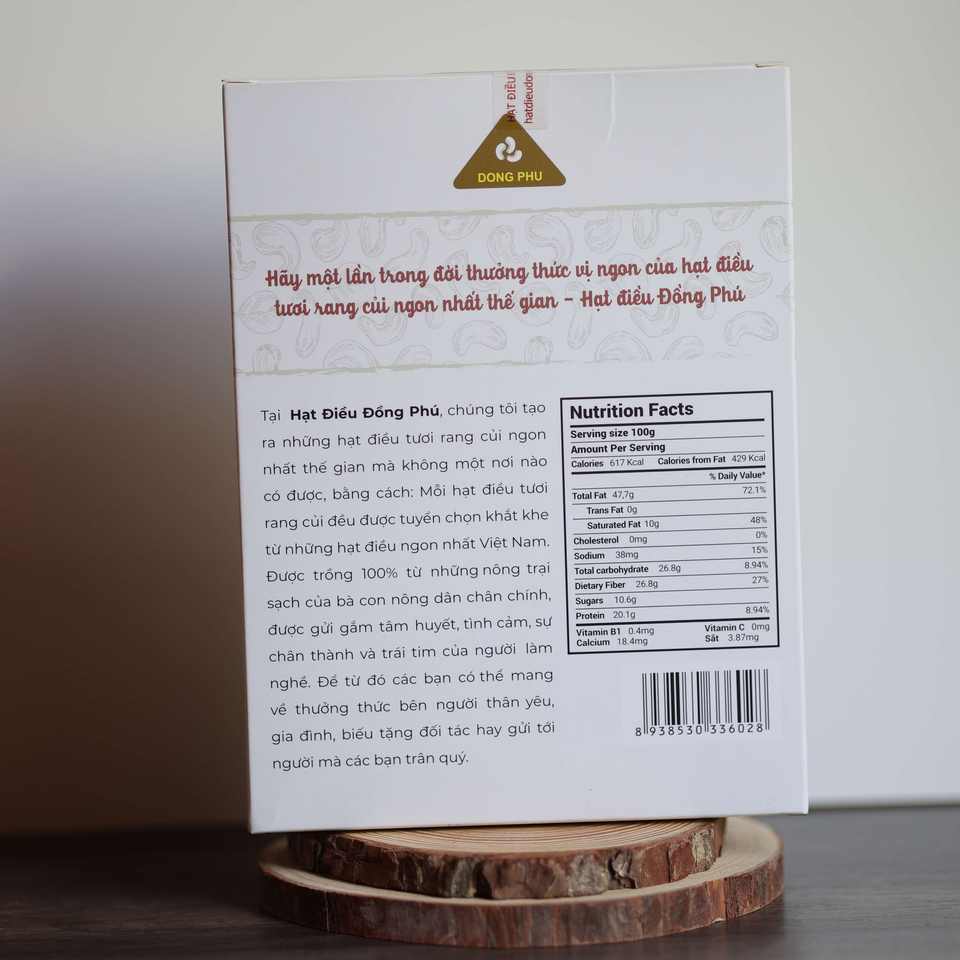 HẠT ĐIỀU
hatdieudon
DONG PHU
Hãy một lần trong đời thưởng thức vị ngon của hạt điều
tươi rang củi ngon nhất thế gian - Hạt điều Đồng Phú
Tại Hạt Điều Đồng Phú, chúng tôi tạo
ra những hạt điều tươi rang củi ngon
nhất thế gian mà không một nơi nào
có được, bằng cách: Mỗi hạt điều tươi
rang củi đều được tuyển chọn khắt khe
từ những hạt điều ngon nhất Việt Nam.
Được trồng 100% từ những nông trại
sạch của bà con nông dân chân chính,
được gửi gắm tâm huyết, tình cảm, sự
chân thành và trái tim của người làm
nghề. Để từ đó các bạn có thể mang
về thưởng thức bên người thân yêu,
gia đình, biếu tặng đối tác hay gửi tới
người mà các bạn trân quý.
Nutrition Facts
Serving size 100g
Amount Per Serving
Calories 617 Kcal Calories from Fat 429 Kcal
% Daily Value*
Total Fat 47,7g 72.1%
Trans Fat 0g
Saturated Fat 10g 48%
Cholesterol 0mg 0%
Sodium 38mg 15%
Total carbohydrate 26.8g 8.94%
Dietary Fiber 26.8g 27%
Sugars 10.6g
Protein 20.1g 8.94%
Vitamin B1 0.4mg Vitamin C 0mg
Calcium 18.4mg Sắt 3.87mg
8 938530 336028